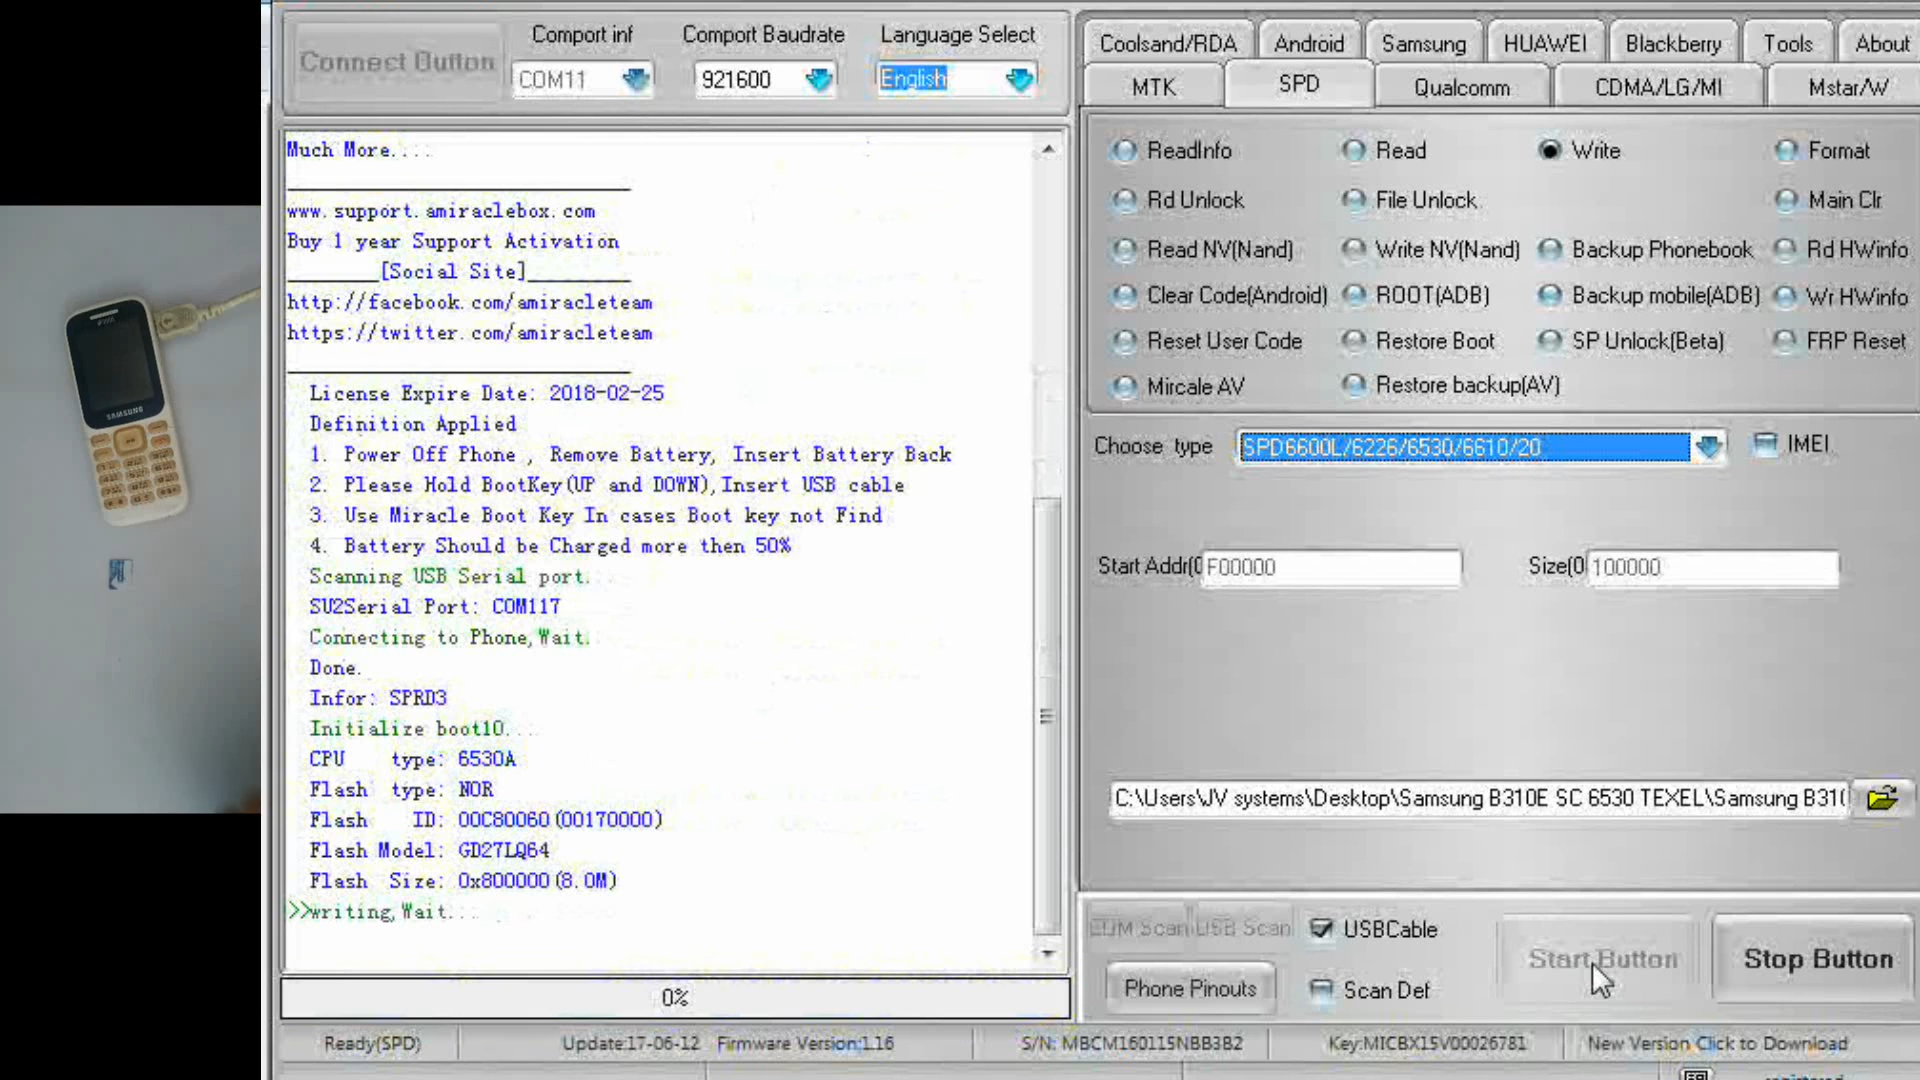 Connect Button
Comport inf
Comport Baudrate
Language Select
COM11
921600
English
Coolsand/RDA
Android
Samsung
HUAWEI
Blackberry
Tools
About
MTK
SPD
Qualcomm
CDMA/LG/MI
Mstar/W
Much More....
www.support.amiraclebox.com
Buy 1 year Support Activation
[Social Site]
http://facebook.com/amiracleteam
https://twitter.com/amiracleteam
License Expire Date: 2018-02-25
Definition Applied
1. Power Off Phone , Remove Battery, Insert Battery Back
2. Please Hold BootKey(UP and DOWN),Insert USB cable
3. Use Miracle Boot Key In cases Boot key not Find
4. Battery Should be Charged more then 50%
Scanning USB Serial port.
SU2Serial Port: COM117
Connecting to Phone,Wait.
Done.
Infor: SPRD3
Initialize boot10...
CPU type: 6530A
Flash type: NOR
Flash ID: 00C80060(00170000)
Flash Model: GD27LQ64
Flash Size: 0x800000(8.0M)
>>writing,Wait...
0%
ReadInfo
Read
Write
Format
Rd Unlock
File Unlock
Main Clr
Read NV(Nand)
Write NV(Nand)
Backup Phonebook
Rd HWinfo
Clear Code(Android)
ROOT(ADB)
Backup mobile(ADB)
Wr HWinfo
Reset User Code
Restore Boot
SP Unlock(Beta)
FRP Reset
Mircale AV
Restore backup(AV)
Choose type
SPD6600L/6226/6530/6610/20
IMEI
Start Addr(0
F00000
Size(0
100000
C:\Users\JV systems\Desktop\Samsung B310E SC 6530 TEXEL\Samsung B310
COM Scan
USB Scan
USBCable
Start Button
Stop Button
Phone Pinouts
Scan Def
Ready(SPD)
Update:17-06-12
Firmware Version:1.16
S/N: MBCM160115NBB3B2
Key:MICBX15V00026781
New Version Click to Download
SAMSUNG